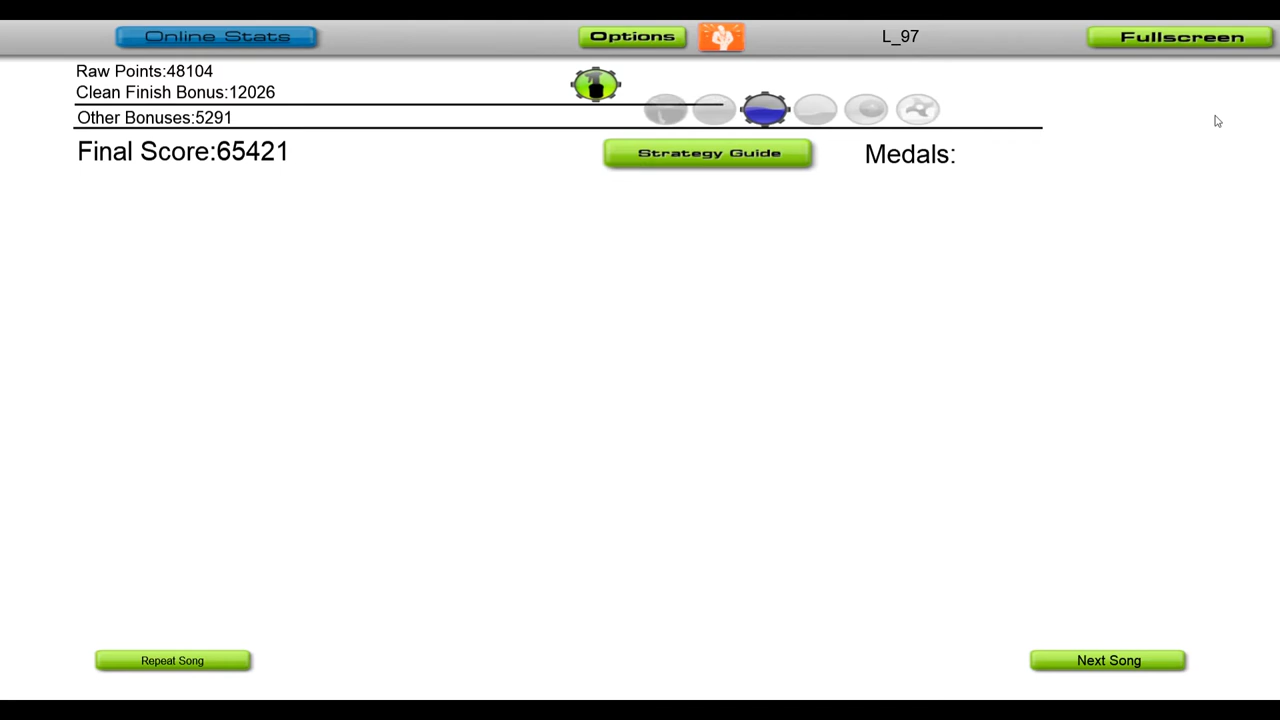 Online Stats
Options
L_97
Fullscreen
Raw Points:48104
Clean Finish Bonus:12026
Other Bonuses:5291
Final Score:65421
Strategy Guide
Medals:
Repeat Song
Next Song